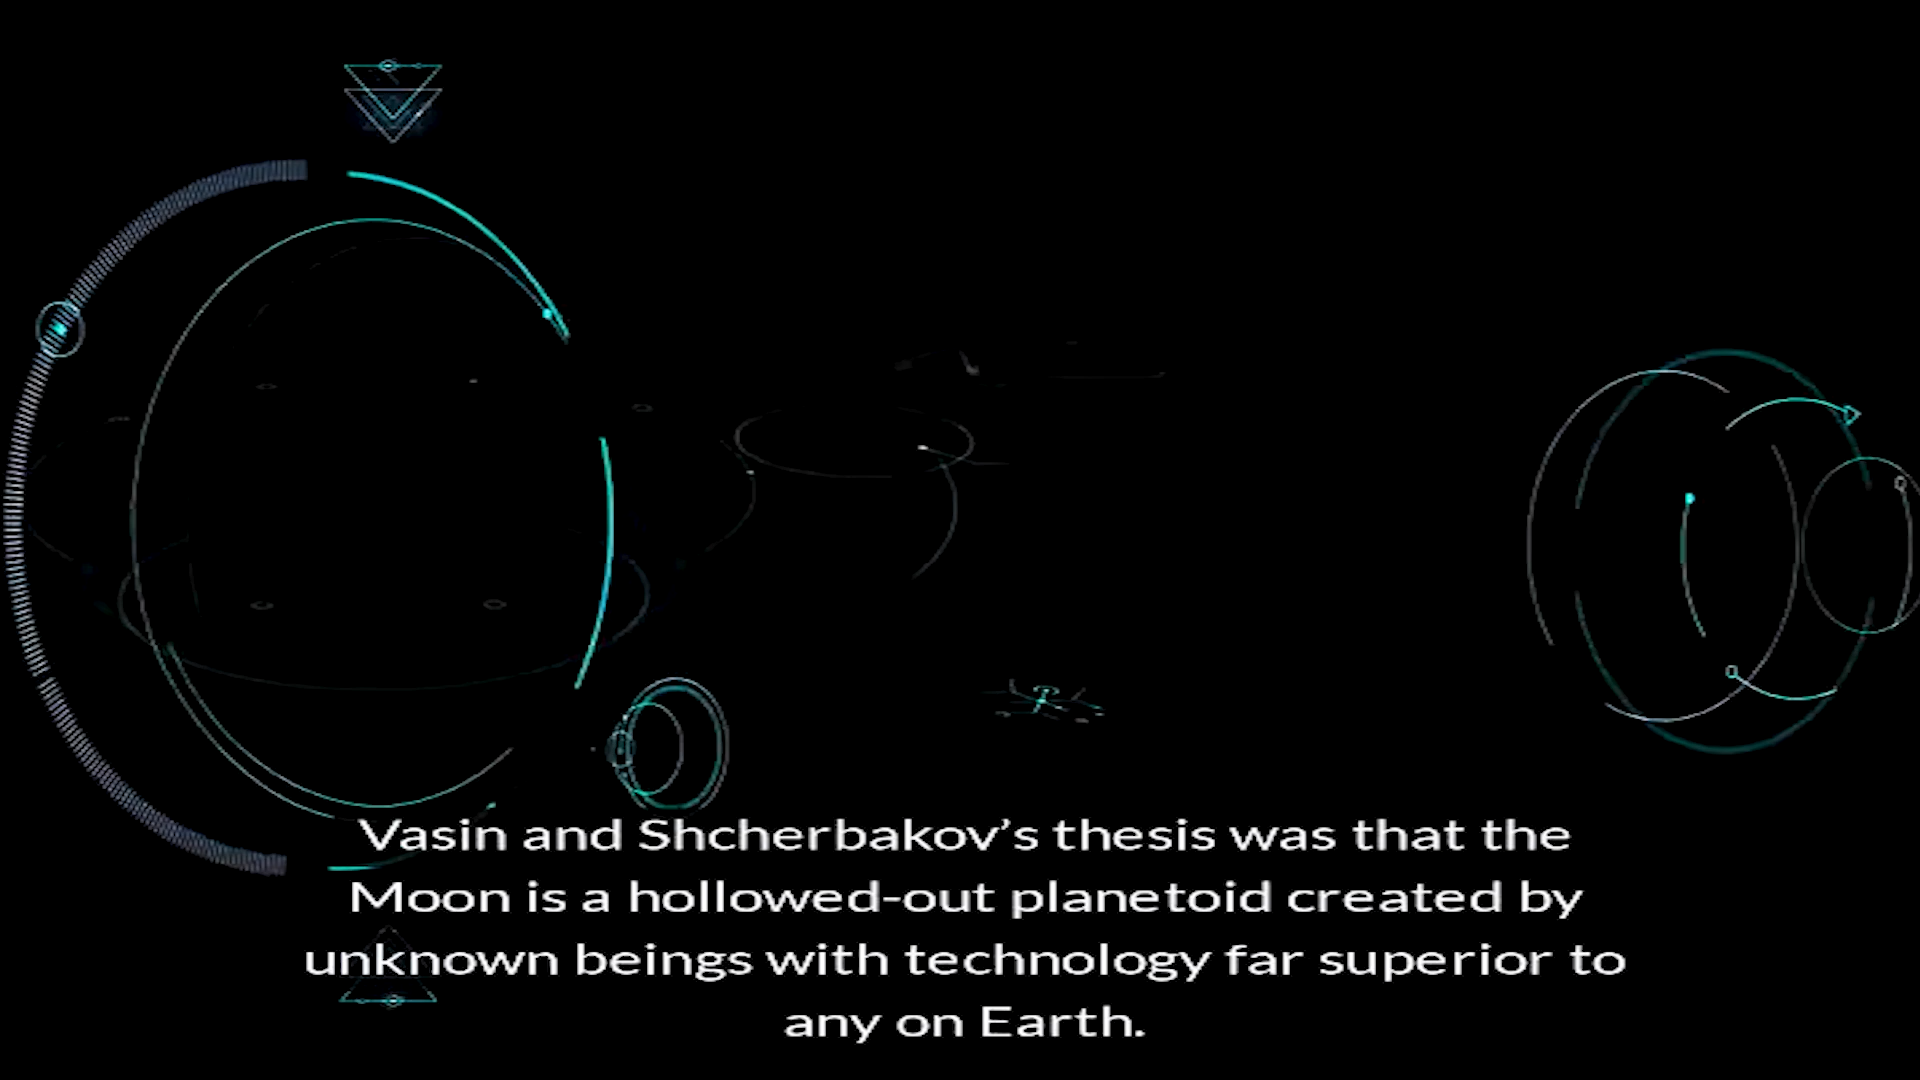 Vasin and Shcherbakov’s thesis was that the
Moon is a hollowed-out planetoid created by
unknown beings with technology far superior to
any on Earth.